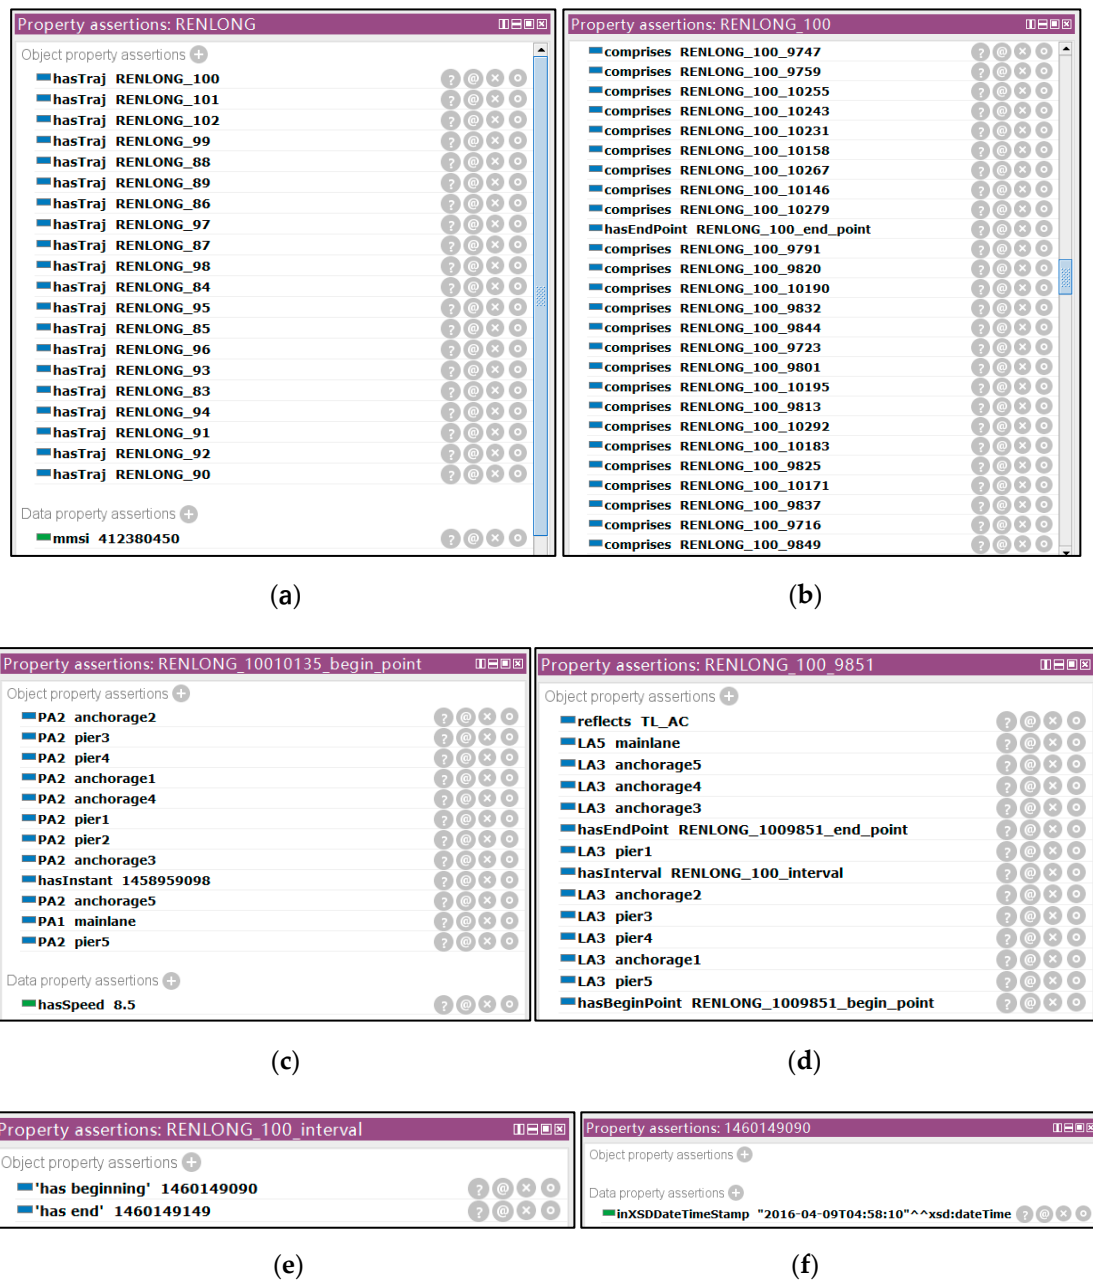 Property assertions: RENLONG
Object property assertions
hasTraj RENLONG_100
hasTraj RENLONG_101
hasTraj RENLONG_102
hasTraj RENLONG_99
hasTraj RENLONG_88
hasTraj RENLONG_89
hasTraj RENLONG_86
hasTraj RENLONG_97
hasTraj RENLONG_87
hasTraj RENLONG_98
hasTraj RENLONG_84
hasTraj RENLONG_95
hasTraj RENLONG_85
hasTraj RENLONG_96
hasTraj RENLONG_93
hasTraj RENLONG_83
hasTraj RENLONG_94
hasTraj RENLONG_91
hasTraj RENLONG_92
hasTraj RENLONG_90
Data property assertions
mmsi 412380450
(a)
Property assertions: RENLONG_100
comprises RENLONG_100_9747
comprises RENLONG_100_9759
comprises RENLONG_100_10255
comprises RENLONG_100_10243
comprises RENLONG_100_10231
comprises RENLONG_100_10158
comprises RENLONG_100_10267
comprises RENLONG_100_10146
comprises RENLONG_100_10279
hasEndPoint RENLONG_100_end_point
comprises RENLONG_100_9791
comprises RENLONG_100_9820
comprises RENLONG_100_10190
comprises RENLONG_100_9832
comprises RENLONG_100_9844
comprises RENLONG_100_9723
comprises RENLONG_100_9801
comprises RENLONG_100_10195
comprises RENLONG_100_9813
comprises RENLONG_100_10292
comprises RENLONG_100_10183
comprises RENLONG_100_9825
comprises RENLONG_100_10171
comprises RENLONG_100_9837
comprises RENLONG_100_9716
comprises RENLONG_100_9849
(b)
Property assertions: RENLONG_10010135_begin_point
Object property assertions
PA2 anchorage2
PA2 pier3
PA2 pier4
PA2 anchorage1
PA2 anchorage4
PA2 pier1
PA2 pier2
PA2 anchorage3
hasInstant 1458959098
PA2 anchorage5
PA1 mainlane
PA2 pier5
Data property assertions
hasSpeed 8.5
(c)
Property assertions: RENLONG_100_9851
Object property assertions
reflects TL_AC
LA5 mainlane
LA3 anchorage5
LA3 anchorage4
LA3 anchorage3
hasEndPoint RENLONG_1009851_end_point
LA3 pier1
hasInterval RENLONG_100_interval
LA3 anchorage2
LA3 pier3
LA3 pier4
LA3 anchorage1
LA3 pier5
hasBeginPoint RENLONG_1009851_begin_point
(d)
Property assertions: RENLONG_100_interval
Object property assertions
'has beginning' 1460149090
'has end' 1460149149
(e)
Property assertions: 1460149090
Object property assertions
Data property assertions
inXSDDateTimeStamp "2016-04-09T04:58:10"^^xsd:dateTime
(f)